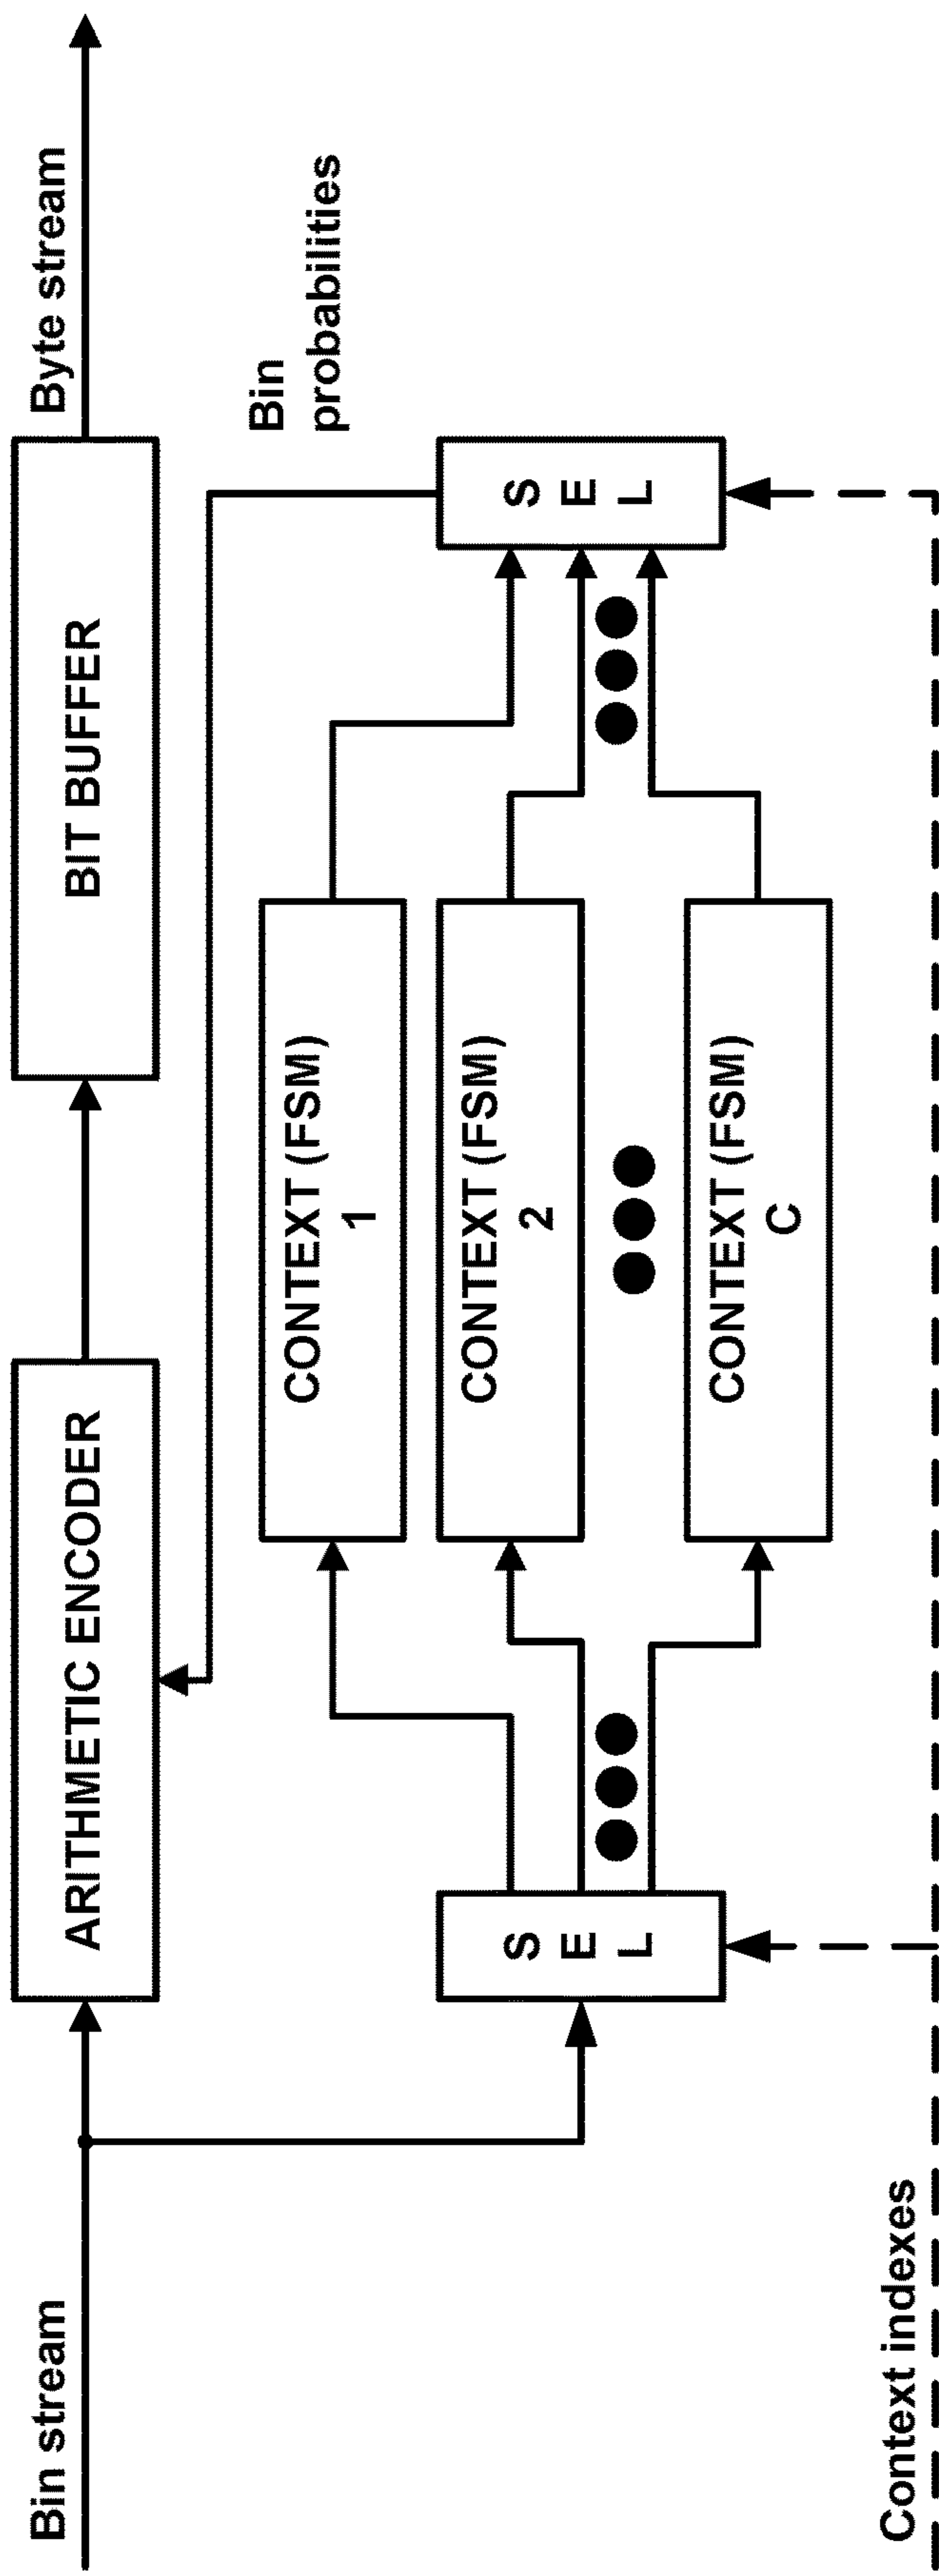 Bin stream
ARITHMETIC ENCODER
BIT BUFFER
Byte stream
Bin
probabilities
CONTEXT (FSM)
1
CONTEXT (FSM)
2
CONTEXT (FSM)
C
S
E
L
S
E
L
Context indexes